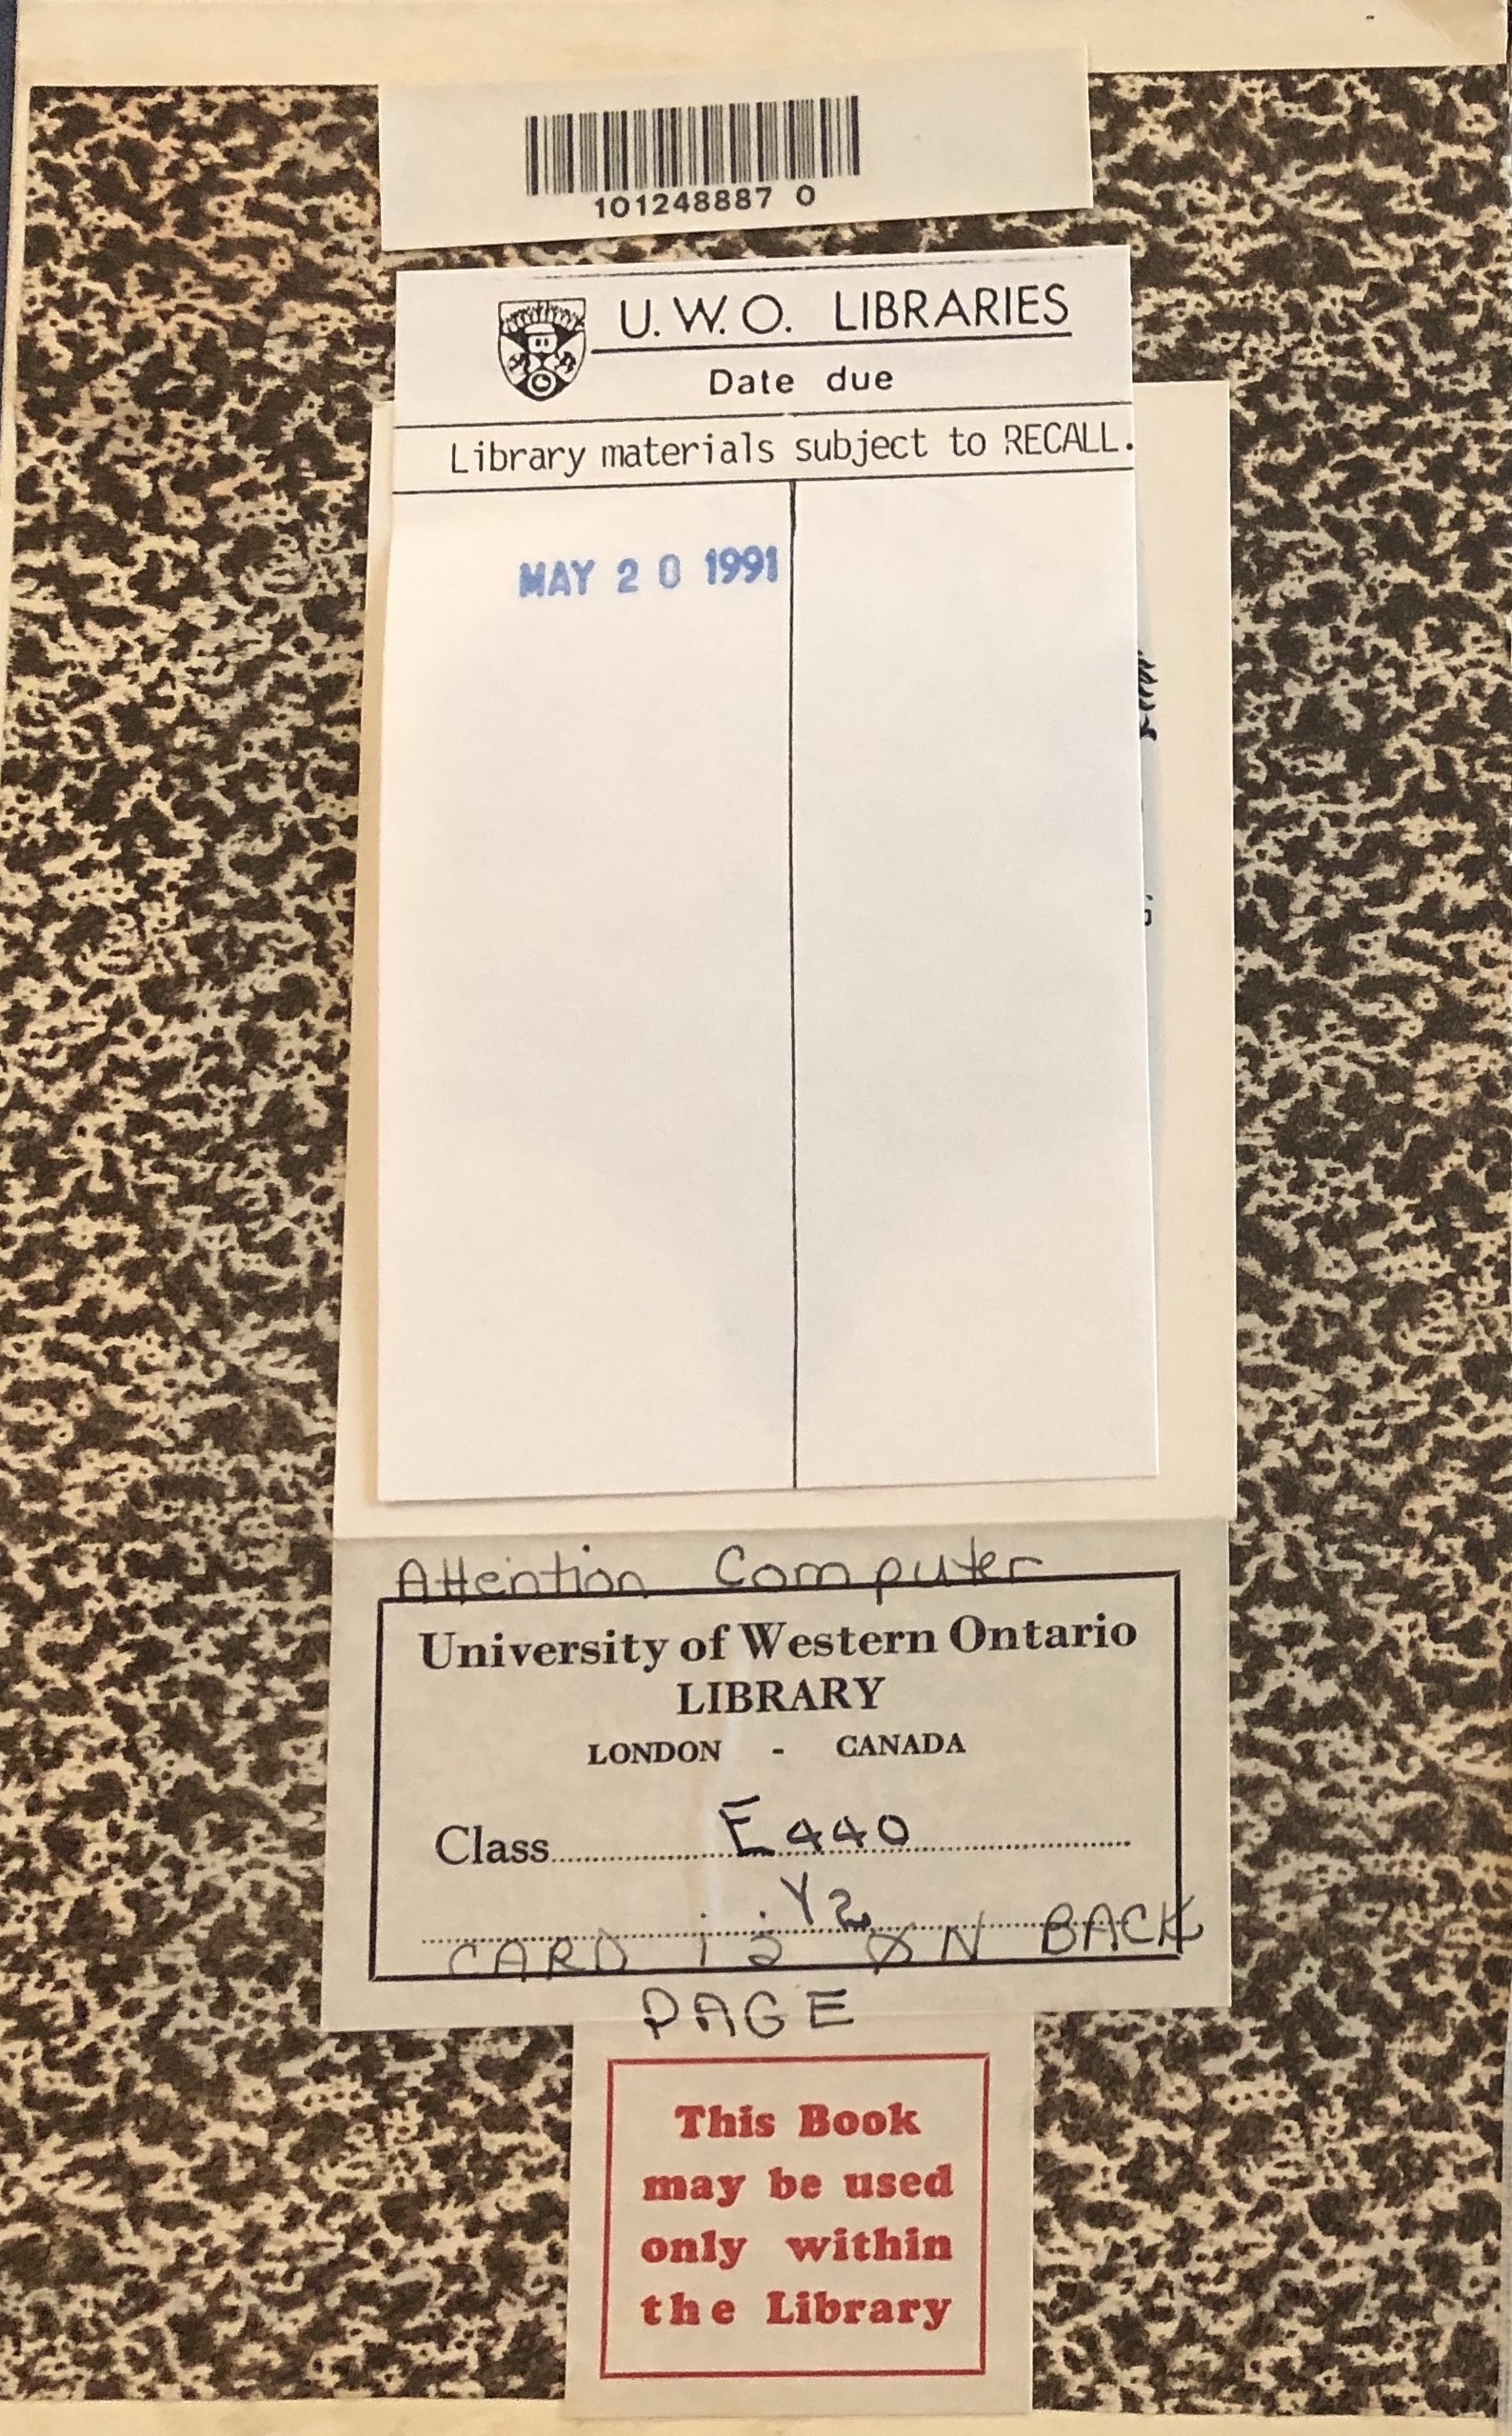 101248887 0
U.W.O. LIBRARIES
Date due
Library materials subject to RECALL.
MAY 20 1991
Attention Computer
University of Western Ontario
LIBRARY
LONDON - CANADA
Class E440
.Y2
CARD is ON BACK
PAGE
This Book
may be used
only within
the Library